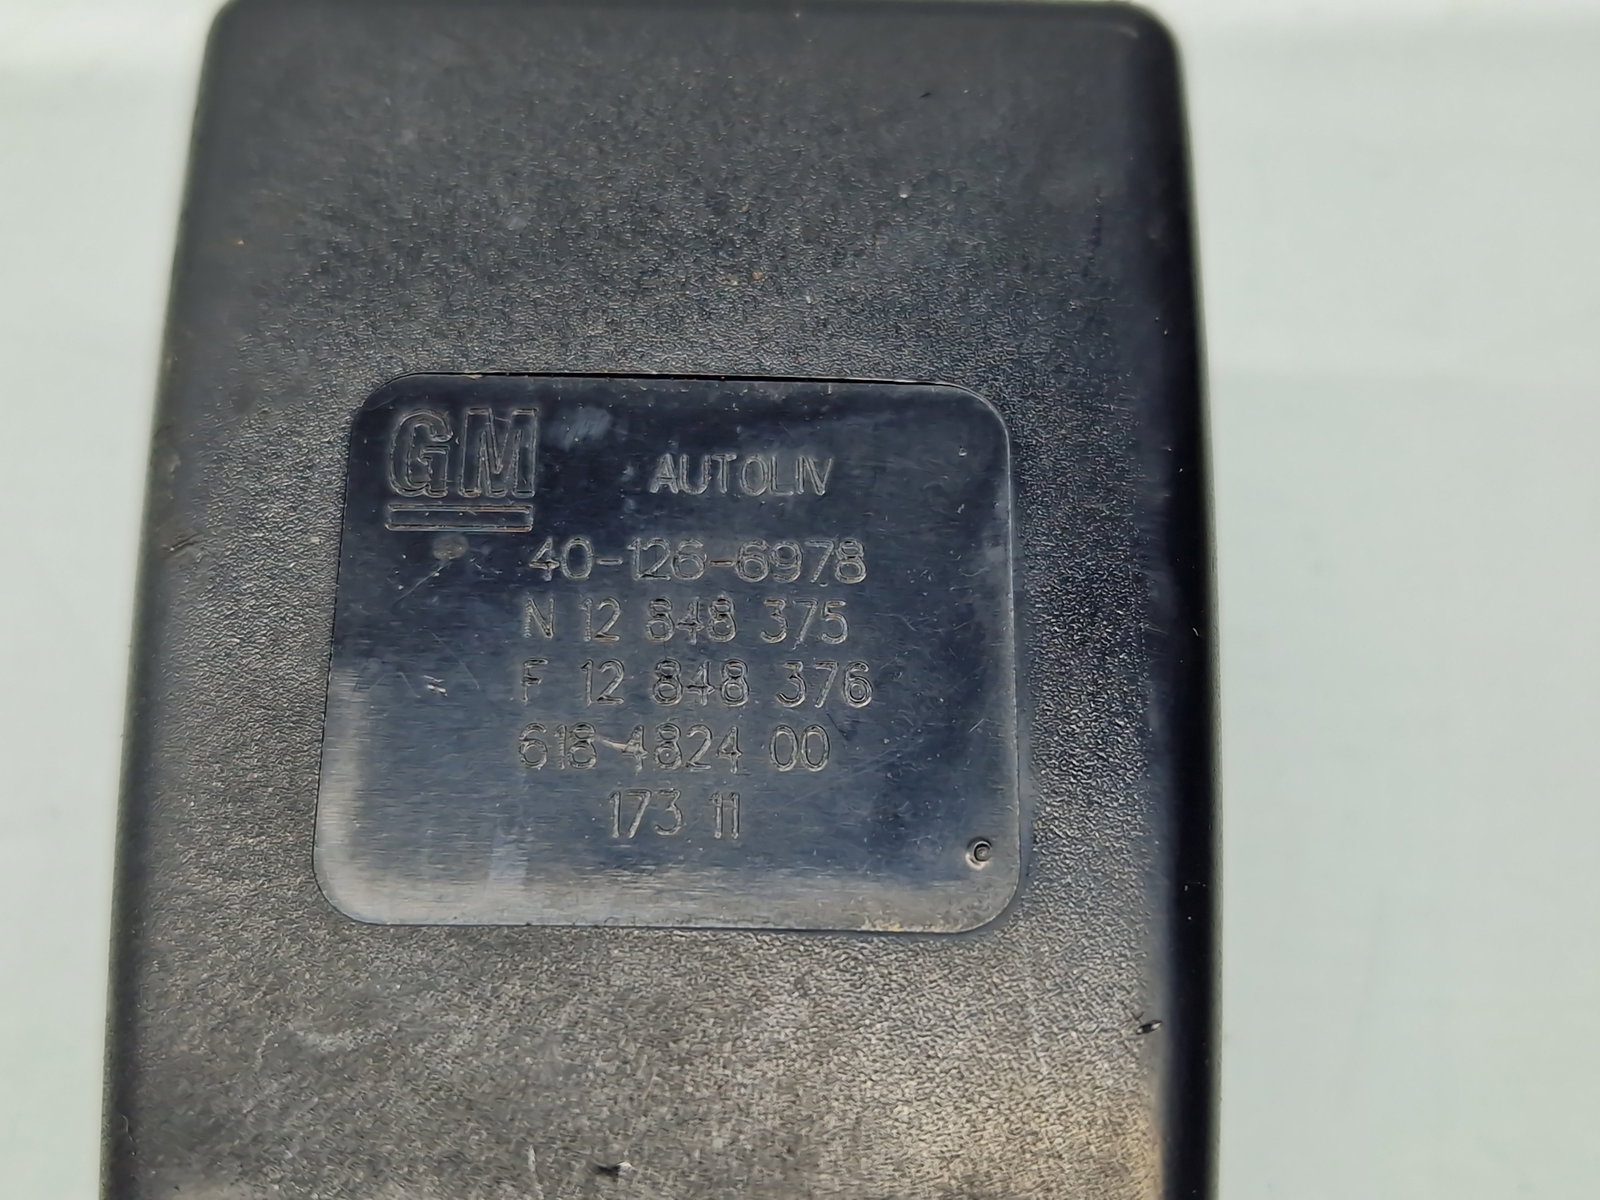 GM AUTOLIV
40-126-6978
N 12 848 375
F 12 848 376
618 4824 00
173 11